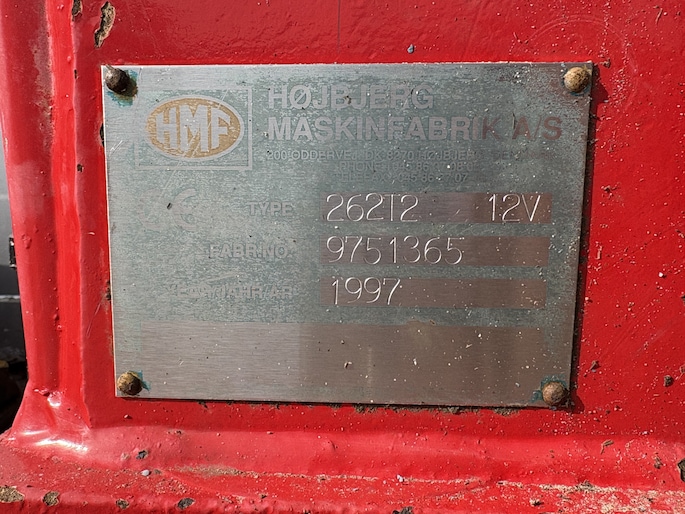 HMF
HØJBJERG
MASKINFABRIK A/S
TYPE 262T2 12V
FABR.NO. 9751365
1997